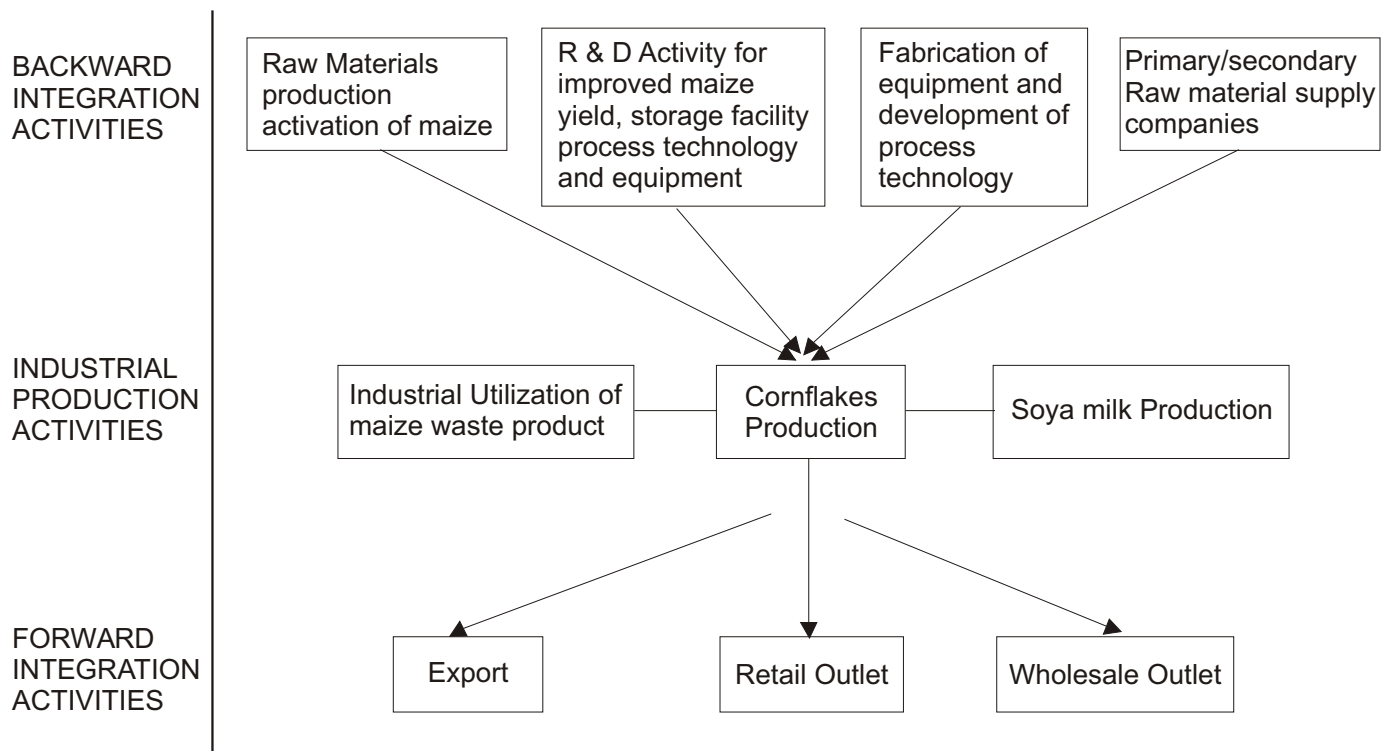 BACKWARD
INTEGRATION
ACTIVITIES
Raw Materials
production
activation of maize
R & D Activity for
improved maize
yield, storage facility
process technology
and equipment
Fabrication of
equipment and
development of
process
technology
Primary/secondary
Raw material supply
companies
INDUSTRIAL
PRODUCTION
ACTIVITIES
Industrial Utilization of
maize waste product
Cornflakes
Production
Soya milk Production
FORWARD
INTEGRATION
ACTIVITIES
Export
Retail Outlet
Wholesale Outlet